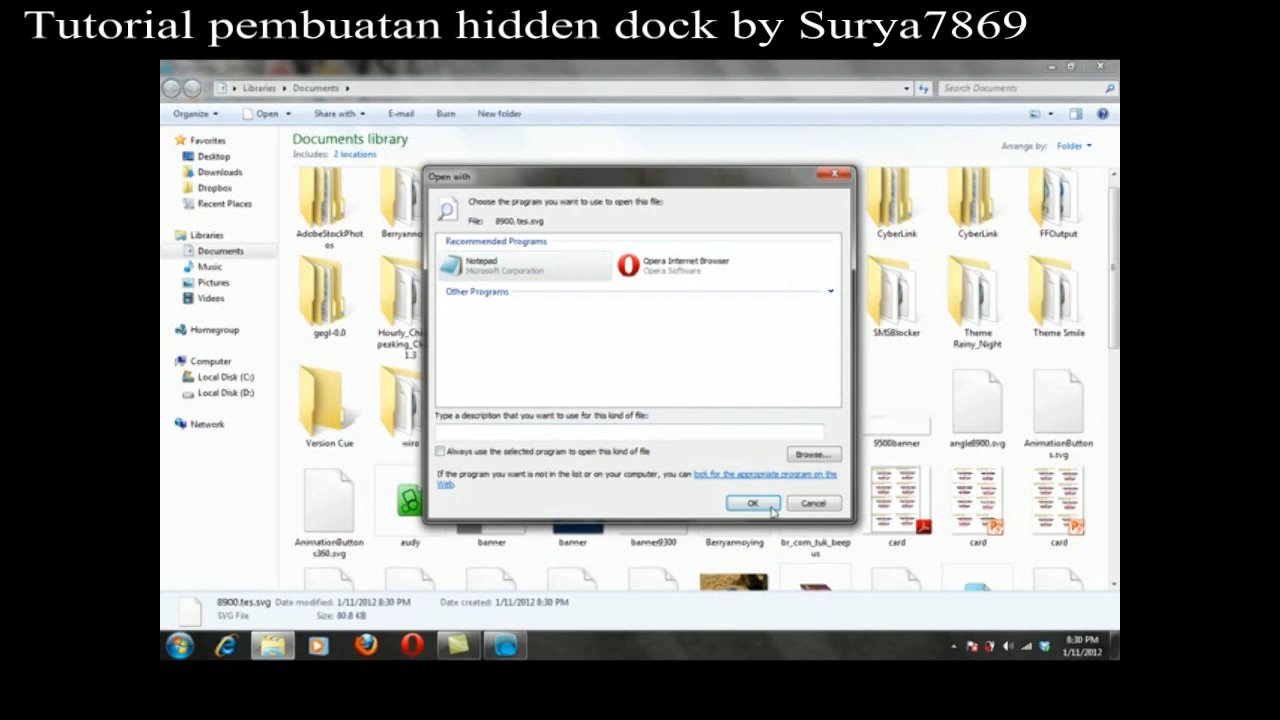 Tutorial pembuatan hidden dock by Surya7869
Libraries
Documents
Search Documents
Organize
Open
Share with
E-mail
Burn
New folder
Documents library
Includes: 2 locations
Arrange by: Folder
Favorites
Desktop
Downloads
Dropbox
Recent Places
Libraries
Documents
Music
Pictures
Videos
Homegroup
Computer
Local Disk (C:)
Local Disk (D:)
Network
AdobeStockPhot
os
CyberLink
CyberLink
FFOutput
gegl-0.0
SMSBlocker
Theme
Rainy_Night
Theme Smile
1.3
Version Cue
9500banner
angle8900.svg
AnimationButton
s.svg
AnimationButton
s360.svg
audy
banner
banner
banner9300
Berryannoying
br_com_tuk_beep
us
card
card
card
Open with
Choose the program you want to use to open this file:
File: 8900.tes.svg
Recommended Programs
Notepad
Microsoft Corporation
Opera Internet Browser
Opera Software
Other Programs
Type a description that you want to use for this kind of file:
Always use the selected program to open this kind of file
Browse...
If the program you want is not in the list or on your computer, you can look for the appropriate program on the
Web.
OK
Cancel
8900.tes.svg Date modified: 1/11/2012 8:30 PM Date created: 1/11/2012 8:30 PM
SVG File Size: 80.8 KB
8:30 PM
1/11/2012